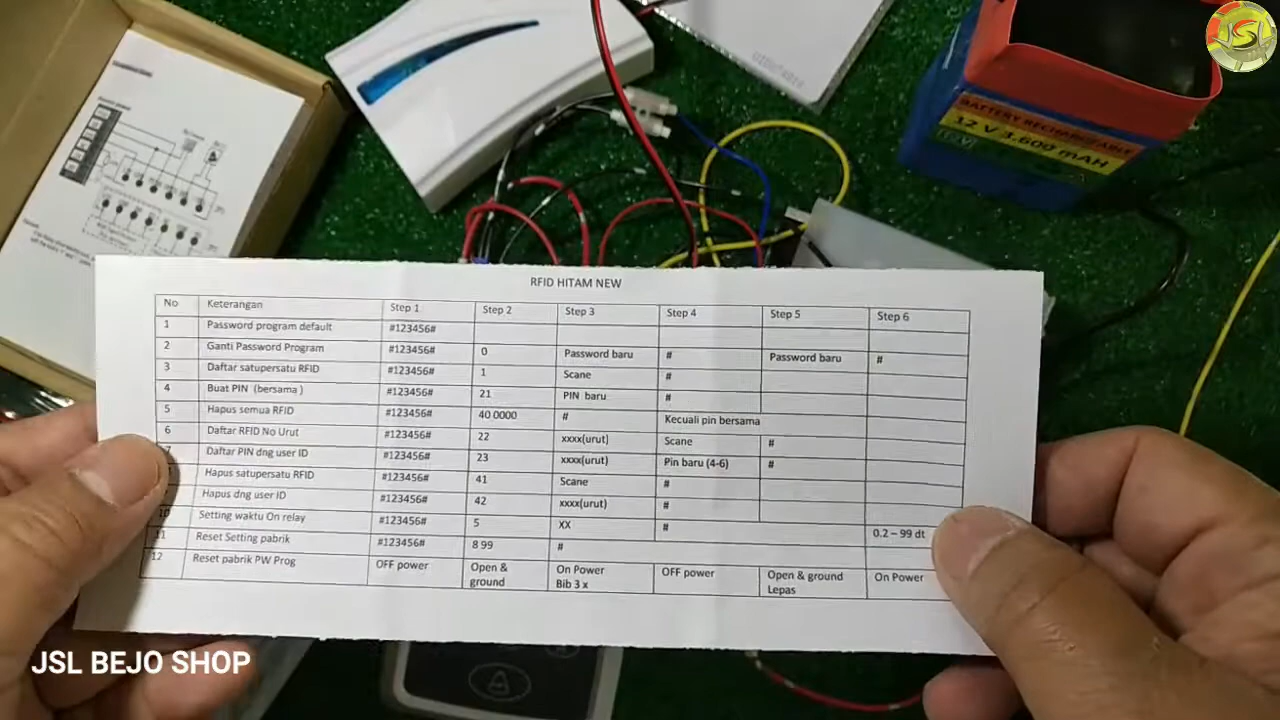 JSL
BATTERY RECHARGEABLE
12 V 3.600 mAH
RFID HITAM NEW
No Keterangan Step 1 Step 2 Step 3 Step 4 Step 5 Step 6
1 Password program default #123456#
2 Ganti Password Program #123456# 0 Password baru # Password baru #
3 Daftar satupersatu RFID #123456# 1 Scane #
4 Buat PIN (bersama ) #123456# 21 PIN baru #
5 Hapus semua RFID #123456# 40 0000 # Kecuali pin bersama
6 Daftar RFID No Urut #123456# 22 xxxx(urut) Scane #
7 Daftar PIN dng user ID #123456# 23 xxxx(urut) Pin baru (4-6) #
Hapus satupersatu RFID #123456# 41 Scane #
Hapus dng user ID #123456# 42 xxxx(urut) #
10 Setting waktu On relay #123456# 5 XX # 0.2 – 99 dt
11 Reset Setting pabrik #123456# 8 99 #
12 Reset pabrik PW Prog OFF power Open & ground On Power Bib 3 x OFF power Open & ground Lepas On Power
JSL BEJO SHOP